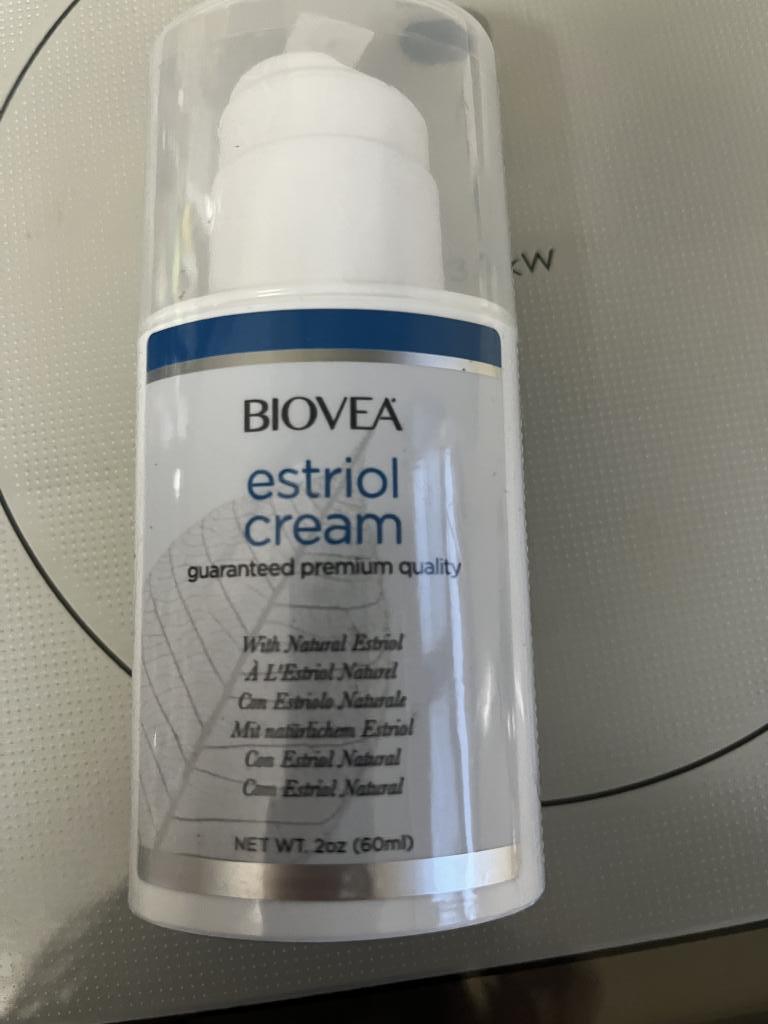 kW
BIOVEA
estriol
cream
guaranteed premium quality
With Natural Estriol
À L'Estriol Naturel
Con Estriolo Naturale
Mit natürlichem Estriol
Con Estriol Natural
Com Estriol Natural
NET WT. 2oz (60ml)